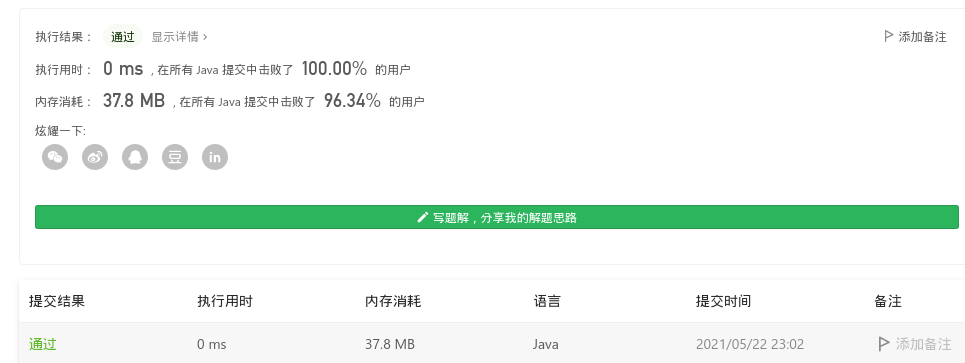 执行结果： 通过 显示详情 › 添加备注
执行用时： 0 ms , 在所有 Java 提交中击败了 100.00% 的用户
内存消耗： 37.8 MB , 在所有 Java 提交中击败了 96.34% 的用户
炫耀一下:
豆 in
写题解，分享我的解题思路
提交结果 执行用时 内存消耗 语言 提交时间 备注
通过 0 ms 37.8 MB Java 2021/05/22 23:02 添加备注